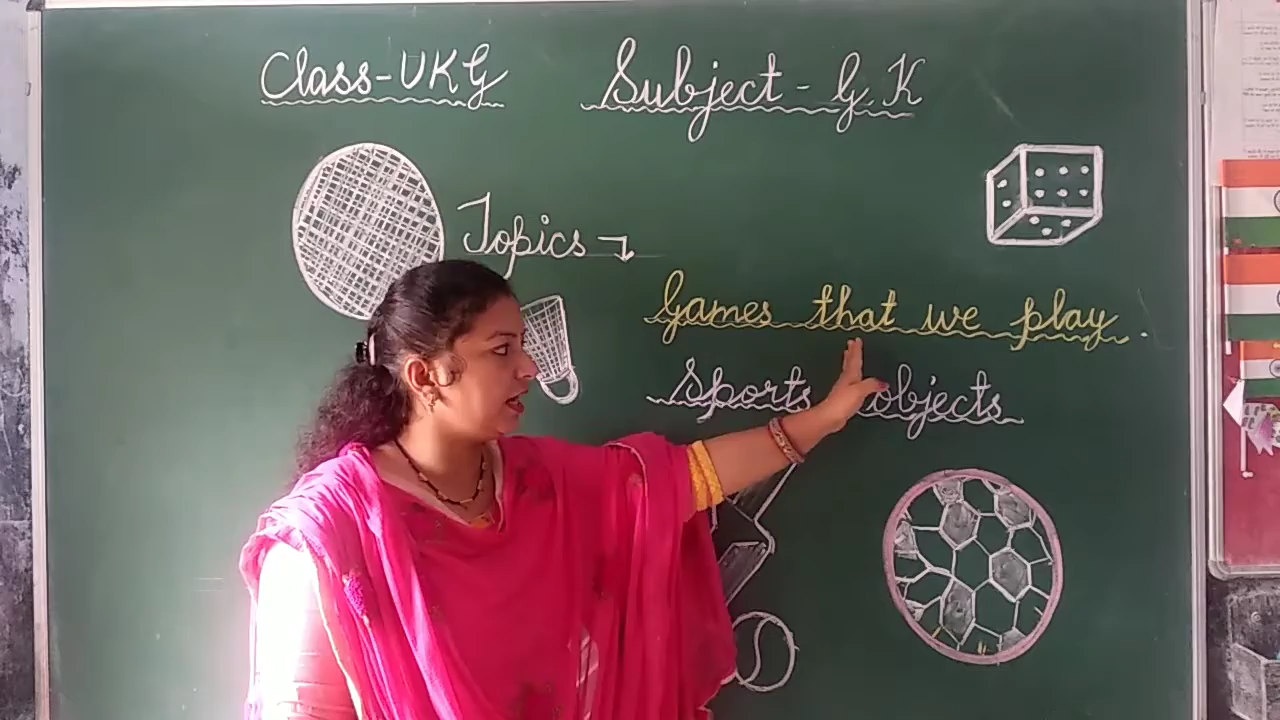 Class-UKG Subject - G.K
Topics
Games that we play.
Sports objects